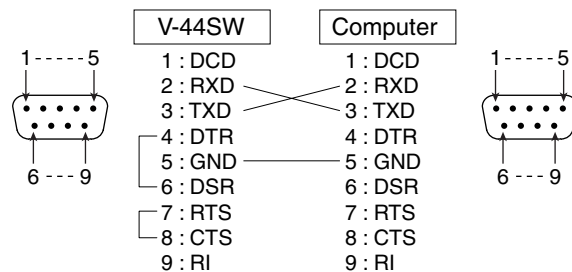 V-44SW Computer
1-----5 1 : DCD 1 : DCD 1-----5
2 : RXD 2 : RXD
3 : TXD 3 : TXD
4 : DTR 4 : DTR
5 : GND 5 : GND
6 --- 9 6 : DSR 6 : DSR 6 --- 9
7 : RTS 7 : RTS
8 : CTS 8 : CTS
9 : RI 9 : RI